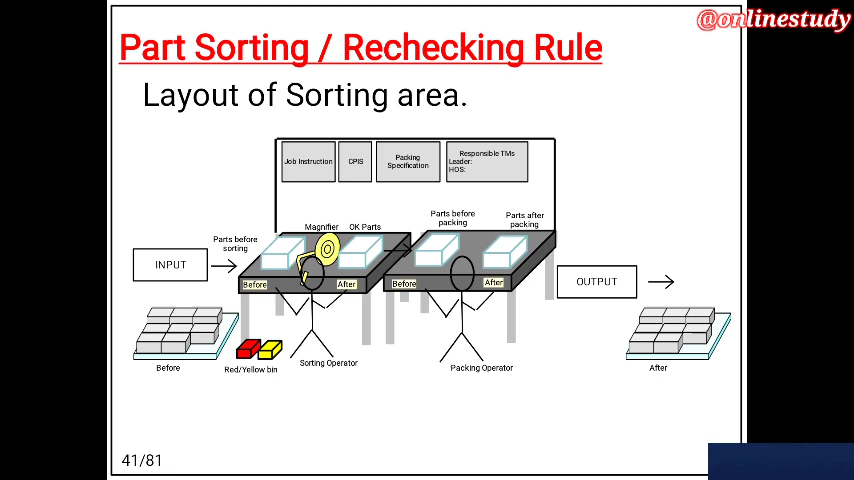 @onlinestudy
Part Sorting / Rechecking Rule
Layout of Sorting area.
Job Instruction
CPIS
Packing
Specification
Responsible TMs
Leader:
HOS:
Parts before
sorting
Magnifier
OK Parts
Parts before
packing
Parts after
packing
INPUT
Before
After
Before
After
OUTPUT
Before
Red/Yellow bin
Sorting Operator
Packing Operator
After
41/81